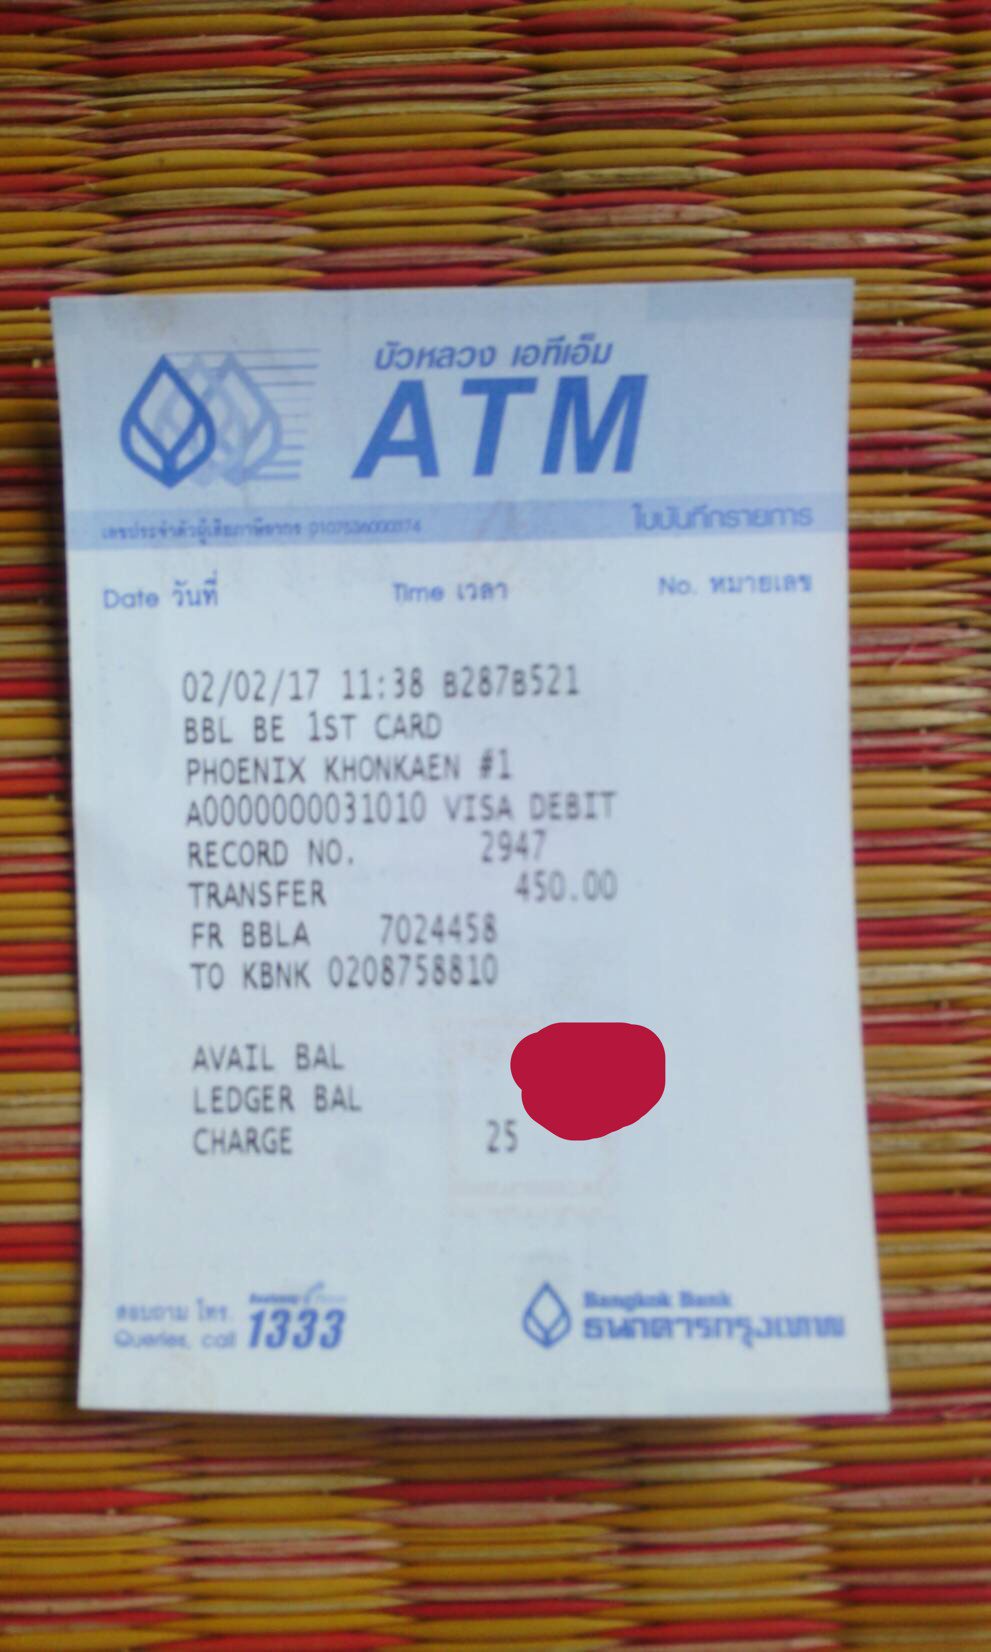 บัวหลวง เอทีเอ็ม
ATM
เลขประจำตัวผู้เสียภาษีอากร 0107536000374
ใบบันทึกรายการ
Date วันที่ Time เวลา No. หมายเลข
02/02/17 11:38 B287B521
BBL BE 1ST CARD
PHOENIX KHONKAEN #1
A0000000031010 VISA DEBIT
RECORD NO. 2947
TRANSFER 450.00
FR BBLA 7024458
TO KBNK 0208758810
AVAIL BAL
LEDGER BAL
CHARGE 25
สอบถาม โทร.
Queries, call 1333
Bangkok Bank
ธนาคารกรุงเทพ